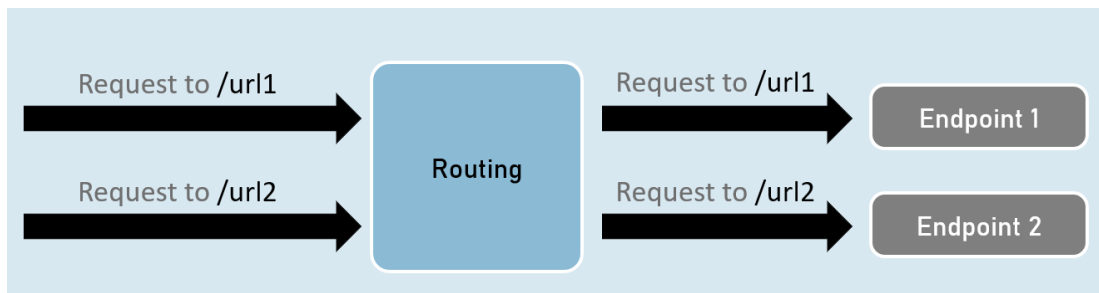 Request to /url1
Request to /url1
Endpoint 1
Routing
Request to /url2
Request to /url2
Endpoint 2